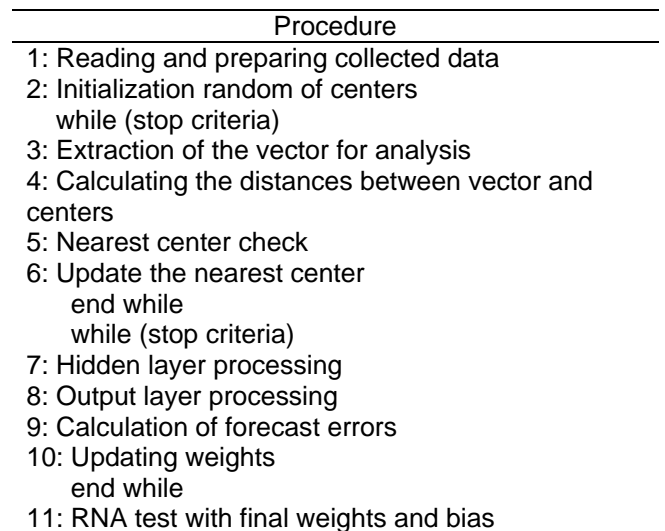 Procedure
1: Reading and preparing collected data
2: Initialization random of centers
while (stop criteria)
3: Extraction of the vector for analysis
4: Calculating the distances between vector and
centers
5: Nearest center check
6: Update the nearest center
end while
while (stop criteria)
7: Hidden layer processing
8: Output layer processing
9: Calculation of forecast errors
10: Updating weights
end while
11: RNA test with final weights and bias